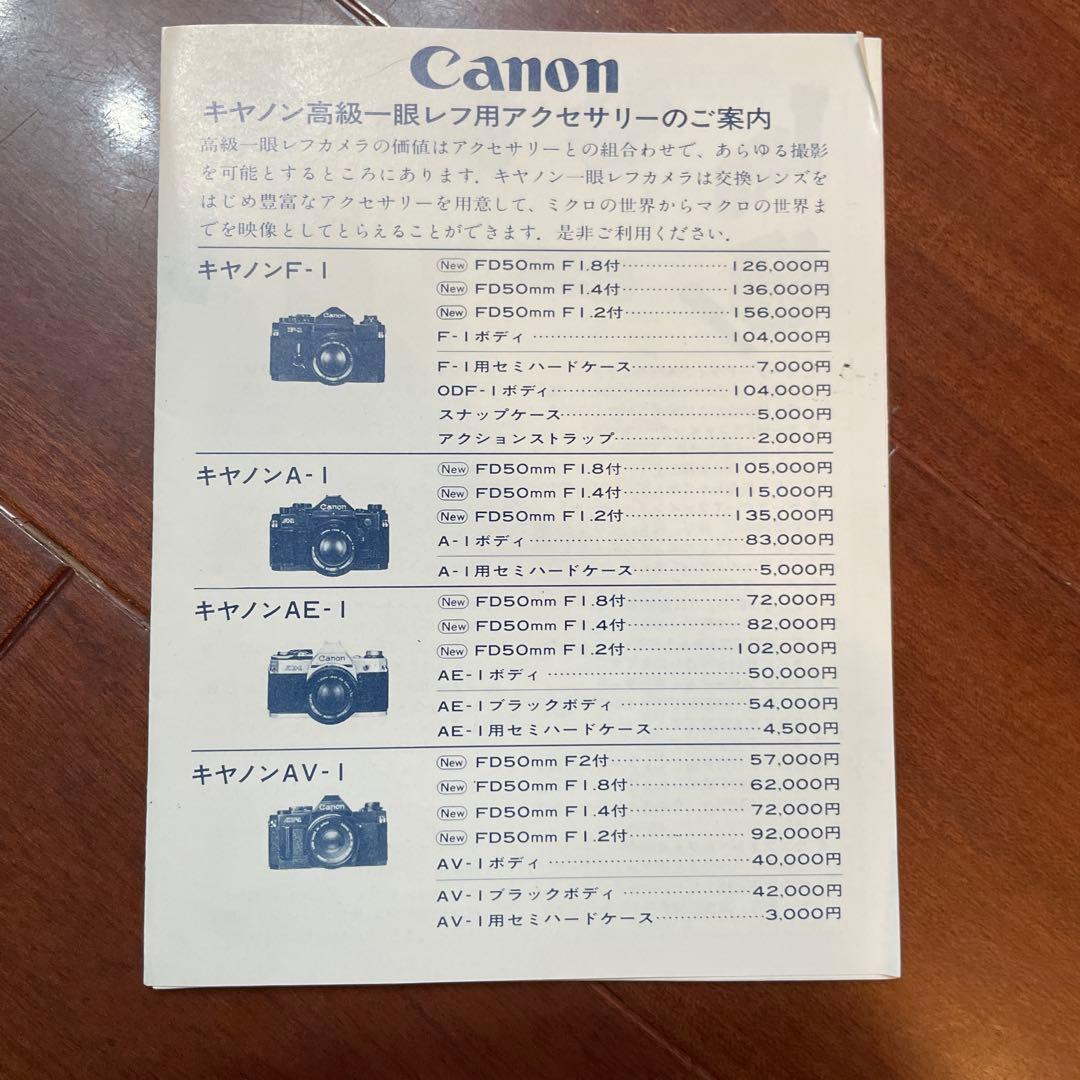 Canon
キヤノン高級一眼レフ用アクセサリーのご案内
高級一眼レフカメラの価値はアクセサリーとの組合わせで、あらゆる撮影
を可能とするところにあります．キヤノン一眼レフカメラは交換レンズを
はじめ豊富なアクセサリーを用意して、ミクロの世界からマクロの世界ま
でを映像としてとらえることができます．是非ご利用ください．
キヤノンF-1
New FD50mm F1.8付 126,000円
New FD50mm F1.4付 136,000円
New FD50mm F1.2付 156,000円
F-1ボディ 104,000円
F-1用セミハードケース 7,000円
ODF-1ボディ 104,000円
スナップケース 5,000円
アクションストラップ 2,000円
Canon
キヤノンA-1
New FD50mm F1.8付 105,000円
New FD50mm F1.4付 115,000円
New FD50mm F1.2付 135,000円
A-1ボディ 83,000円
A-1用セミハードケース 5,000円
Canon
キヤノンAE-1
New FD50mm F1.8付 72,000円
New FD50mm F1.4付 82,000円
New FD50mm F1.2付 102,000円
AE-1ボディ 50,000円
AE-1ブラックボディ 54,000円
AE-1用セミハードケース 4,500円
Canon
キヤノンAV-1
New FD50mm F2付 57,000円
New FD50mm F1.8付 62,000円
New FD50mm F1.4付 72,000円
New FD50mm F1.2付 92,000円
AV-1ボディ 40,000円
AV-1ブラックボディ 42,000円
AV-1用セミハードケース 3,000円
Canon